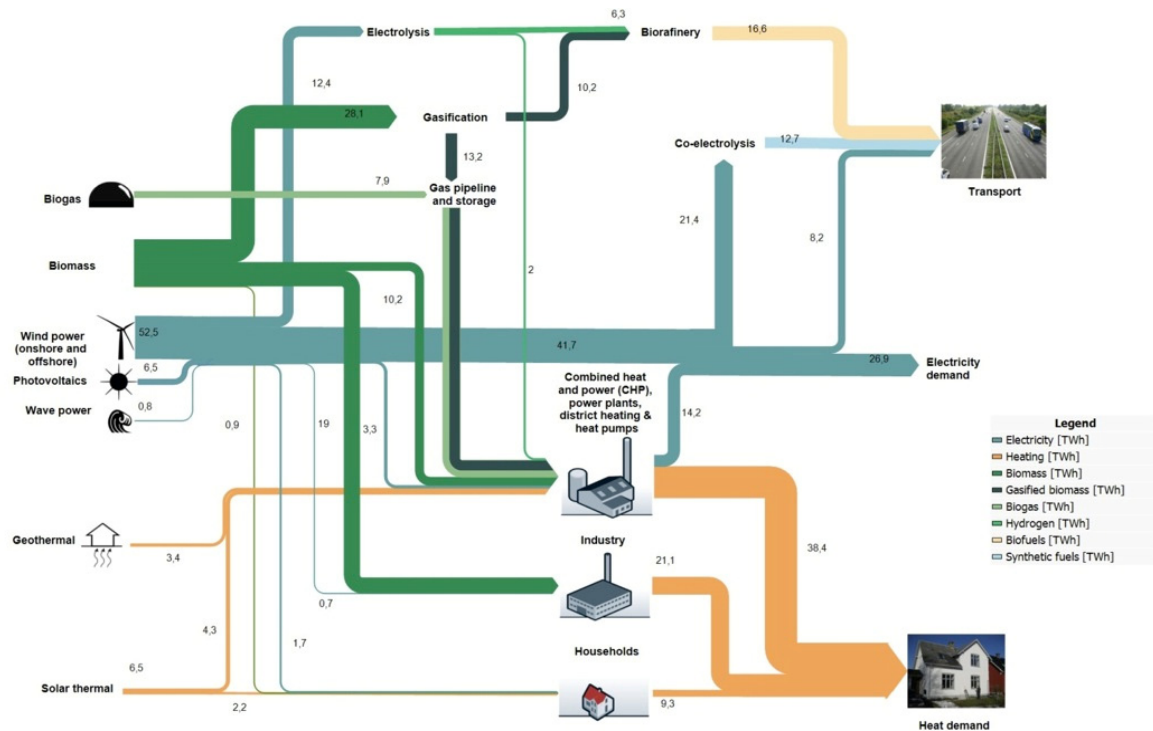 6,3
Electrolysis
Biorafinery
16,6
12,4
10,2
28,1
Gasification
Co-electrolysis
12,7
13,2
Transport
7,9
Gas pipeline
and storage
Biogas
21,4
8,2
Biomass
2
10,2
Wind power
(onshore and
offshore)
52,5
41,7
26,9
Electricity
demand
6,5
Photovoltaics
Combined heat
and power (CHP),
power plants,
district heating &
heat pumps
Wave power
0,8
0,9
19
3,3
14,2
Legend
Electricity [TWh]
Heating [TWh]
Biomass [TWh]
Gasified biomass [TWh]
Biogas [TWh]
Hydrogen [TWh]
Biofuels [TWh]
Synthetic fuels [TWh]
Geothermal
3,4
Industry
38,4
21,1
0,7
4,3
1,7
6,5
Households
Solar thermal
2,2
9,3
Heat demand